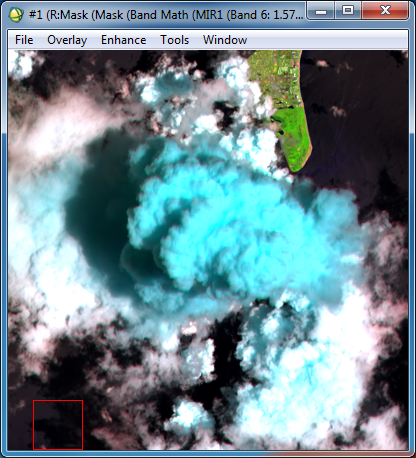 #1 (R:Mask (Mask (Band Math (MIR1 (Band 6: 1.57...
File Overlay Enhance Tools Window